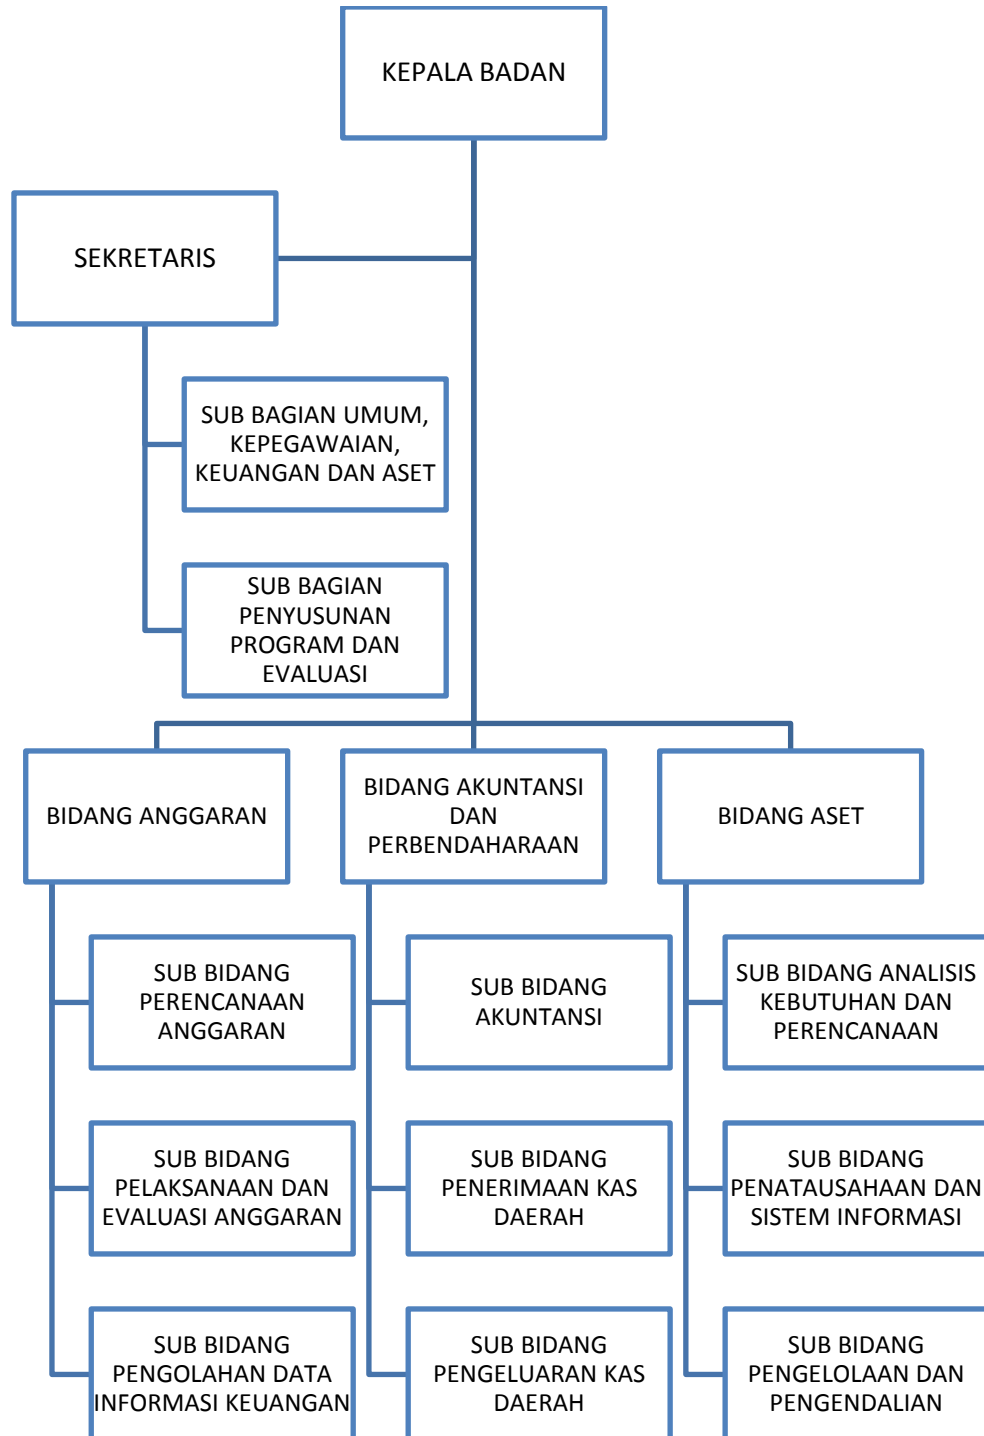 KEPALA BADAN
SEKRETARIS
SUB BAGIAN UMUM,
KEPEGAWAIAN,
KEUANGAN DAN ASET
SUB BAGIAN
PENYUSUNAN
PROGRAM DAN
EVALUASI
BIDANG ANGGARAN
BIDANG AKUNTANSI
DAN
PERBENDAHARAAN
BIDANG ASET
SUB BIDANG
PERENCANAAN
ANGGARAN
SUB BIDANG
AKUNTANSI
SUB BIDANG ANALISIS
KEBUTUHAN DAN
PERENCANAAN
SUB BIDANG
PELAKSANAAN DAN
EVALUASI ANGGARAN
SUB BIDANG
PENERIMAAN KAS
DAERAH
SUB BIDANG
PENATAUSAHAAN DAN
SISTEM INFORMASI
SUB BIDANG
PENGOLAHAN DATA
INFORMASI KEUANGAN
SUB BIDANG
PENGELUARAN KAS
DAERAH
SUB BIDANG
PENGELOLAAN DAN
PENGENDALIAN